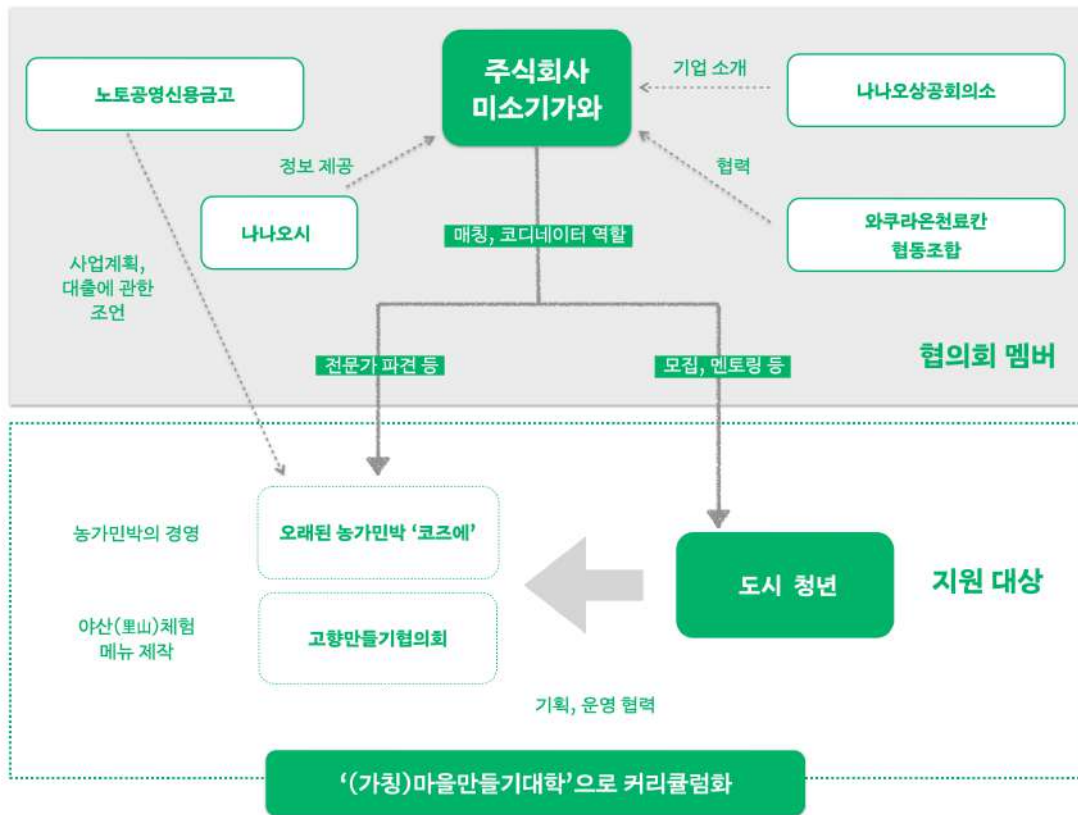 주식회사
미소기가와
기업 소개
노토공영신용금고
나나오상공회의소
정보 제공
협력
나나오시
매칭, 코디네이터 역할
와쿠라온천료칸
협동조합
사업계획,
대출에 관한
조언
전문가 파견 등
모집, 멘토링 등
협의회 멤버
농가민박의 경영
오래된 농가민박 ‘코즈에’
도시 청년
지원 대상
야산(里山)체험
메뉴 제작
고향만들기협의회
기획, 운영 협력
‘(가칭)마을만들기대학’으로 커리큘럼화